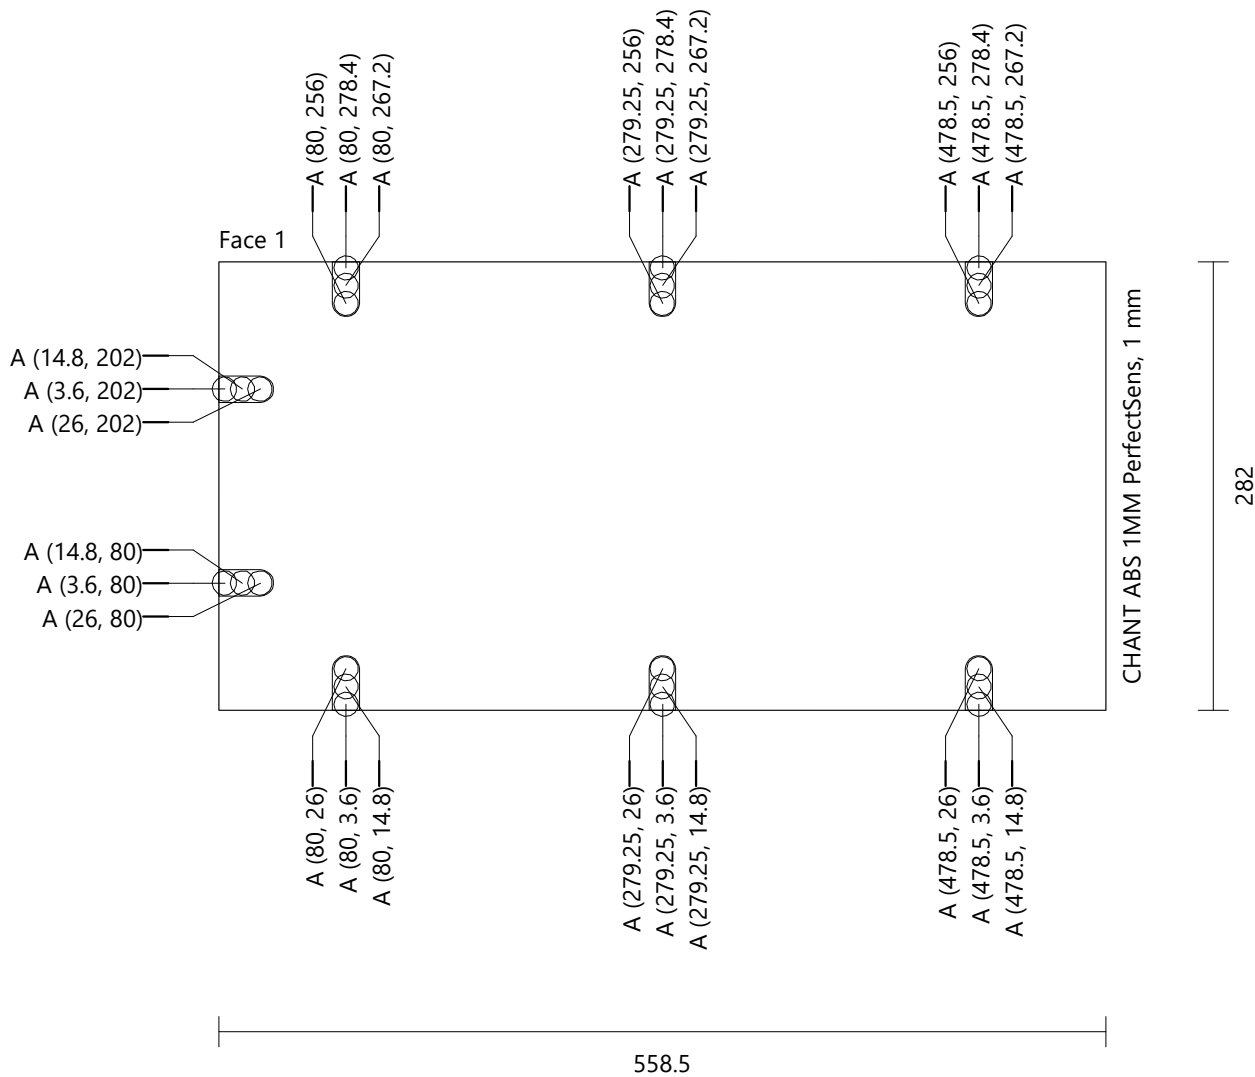 A (80, 256)
A (80, 278.4)
A (80, 267.2)
A (279.25, 256)
A (279.25, 278.4)
A (279.25, 267.2)
A (478.5, 256)
A (478.5, 278.4)
A (478.5, 267.2)
Face 1
A (14.8, 202)
A (3.6, 202)
A (26, 202)
CHANT ABS 1MM PerfectSens, 1 mm
282
A (14.8, 80)
A (3.6, 80)
A (26, 80)
A (80, 26)
A (80, 3.6)
A (80, 14.8)
A (279.25, 26)
A (279.25, 3.6)
A (279.25, 14.8)
A (478.5, 26)
A (478.5, 3.6)
A (478.5, 14.8)
558.5